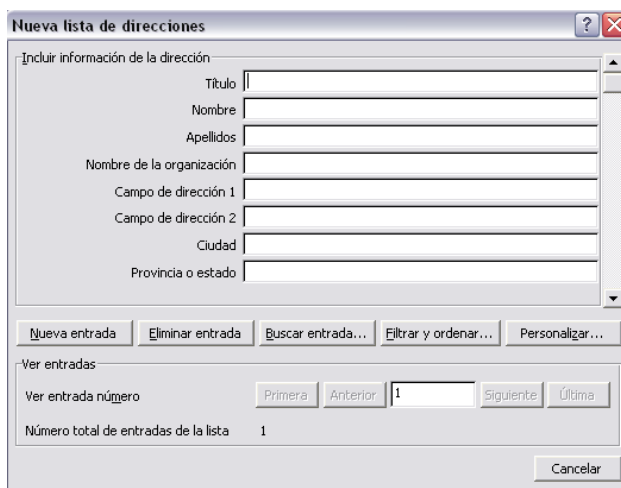 Nueva lista de direcciones
Incluir información de la dirección
Título
Nombre
Apellidos
Nombre de la organización
Campo de dirección 1
Campo de dirección 2
Ciudad
Provincia o estado
Nueva entrada Eliminar entrada Buscar entrada... Filtrar y ordenar... Personalizar...
Ver entradas
Ver entrada número Primera Anterior 1 Siguiente Última
Número total de entradas de la lista 1
Cancelar